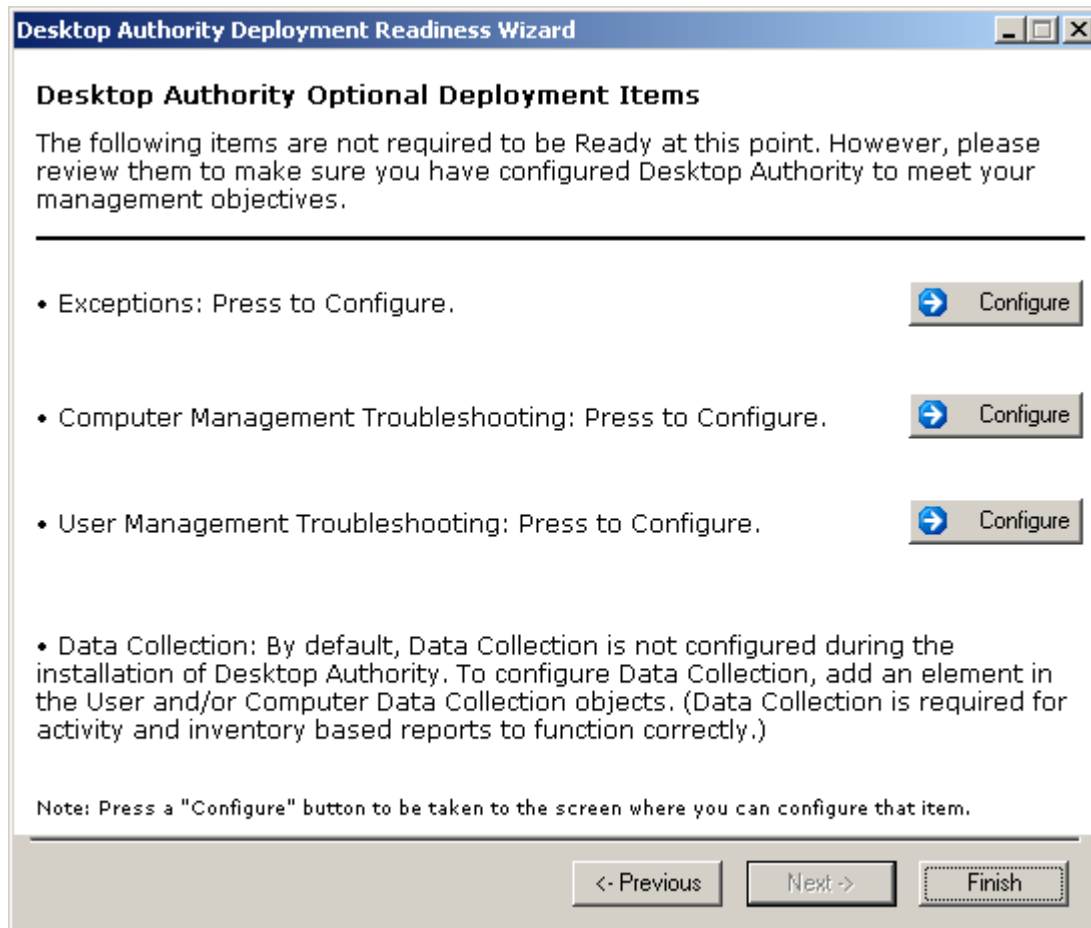 Desktop Authority Deployment Readiness Wizard
Desktop Authority Optional Deployment Items
The following items are not required to be Ready at this point. However, please
review them to make sure you have configured Desktop Authority to meet your
management objectives.
• Exceptions: Press to Configure.
Configure
• Computer Management Troubleshooting: Press to Configure.
Configure
• User Management Troubleshooting: Press to Configure.
Configure
• Data Collection: By default, Data Collection is not configured during the
installation of Desktop Authority. To configure Data Collection, add an element in
the User and/or Computer Data Collection objects. (Data Collection is required for
activity and inventory based reports to function correctly.)
Note: Press a "Configure" button to be taken to the screen where you can configure that item.
<- Previous
Next ->
Finish